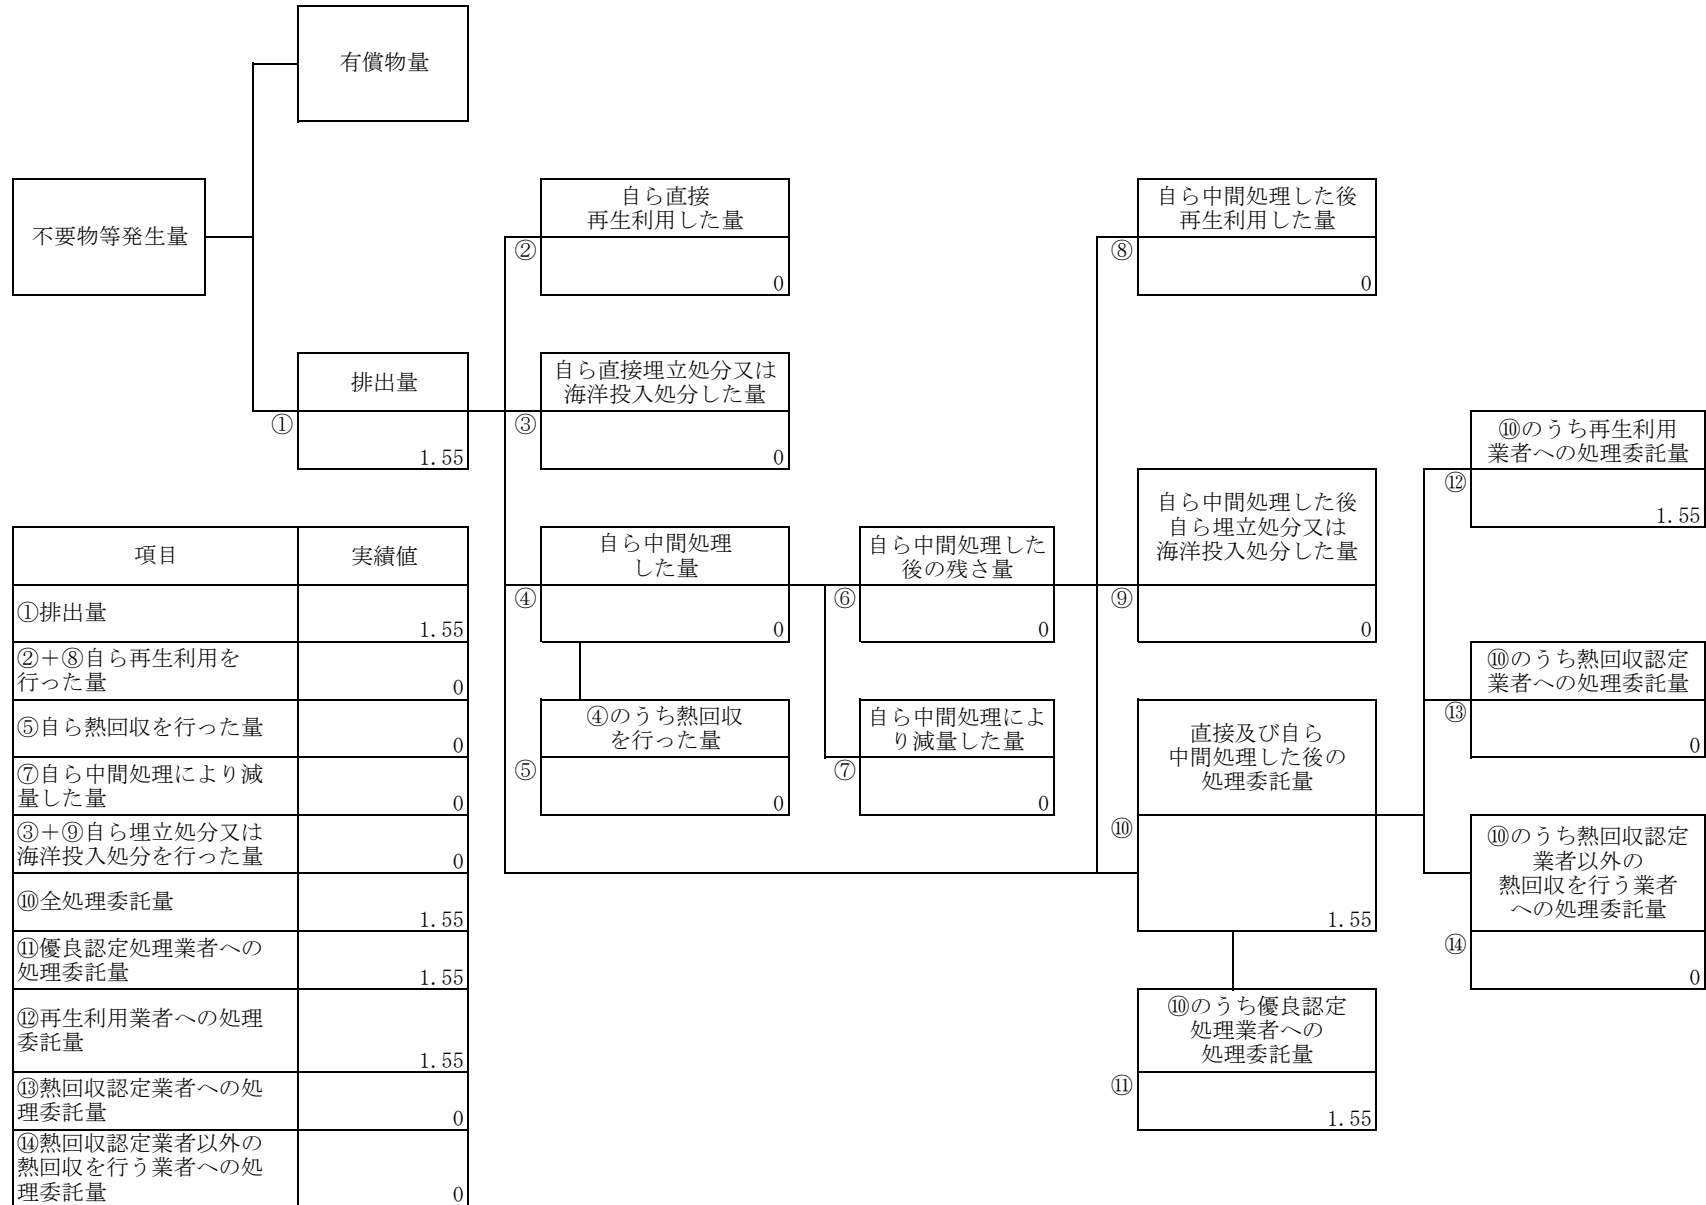 有償物量
不要物等発生量
自ら直接
再生利用した量
②
0
自ら中間処理した後
再生利用した量
⑧
0
排出量
①
1.55
自ら直接埋立処分又は
海洋投入処分した量
③
0
⑩のうち再生利用
業者への処理委託量
⑫
1.55
自ら中間処理
した量
④
0
自ら中間処理した
後の残さ量
⑥
0
自ら中間処理した後
自ら埋立処分又は
海洋投入処分した量
⑨
0
⑩のうち熱回収認定
業者への処理委託量
⑬
0
④のうち熱回収
を行った量
⑤
0
自ら中間処理によ
り減量した量
⑦
0
直接及び自ら
中間処理した後の
処理委託量
⑩
1.55
⑩のうち熱回収認定
業者以外の
熱回収を行う業者
への処理委託量
⑭
0
⑩のうち優良認定
処理業者への
処理委託量
⑪
1.55
項目 実績値
①排出量
1.55
②＋⑧自ら再生利用を
行った量
0
⑤自ら熱回収を行った量
0
⑦自ら中間処理により減
量した量
0
③＋⑨自ら埋立処分又は
海洋投入処分を行った量
0
⑩全処理委託量
1.55
⑪優良認定処理業者への
処理委託量
1.55
⑫再生利用業者への処理
委託量
1.55
⑬熱回収認定業者への処
理委託量
0
⑭熱回収認定業者以外の
熱回収を行う業者への処
理委託量
0